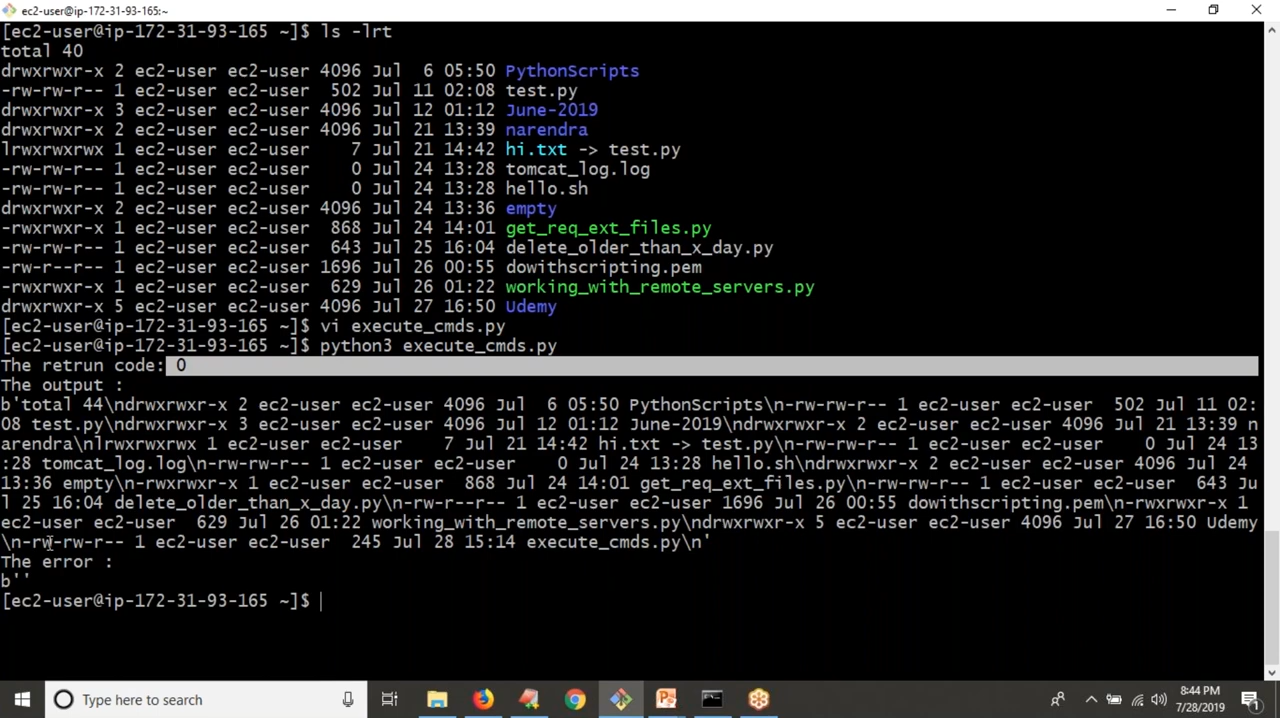 ec2-user@ip-172-31-93-165:~
[ec2-user@ip-172-31-93-165 ~]$ ls -lrt
total 40
drwxrwxr-x 2 ec2-user ec2-user 4096 Jul  6 05:50 PythonScripts
-rw-rw-r-- 1 ec2-user ec2-user  502 Jul 11 02:08 test.py
drwxrwxr-x 3 ec2-user ec2-user 4096 Jul 12 01:12 June-2019
drwxrwxr-x 2 ec2-user ec2-user 4096 Jul 21 13:39 narendra
lrwxrwxrwx 1 ec2-user ec2-user    7 Jul 21 14:42 hi.txt -> test.py
-rw-rw-r-- 1 ec2-user ec2-user    0 Jul 24 13:28 tomcat_log.log
-rw-rw-r-- 1 ec2-user ec2-user    0 Jul 24 13:28 hello.sh
drwxrwxr-x 2 ec2-user ec2-user 4096 Jul 24 13:36 empty
-rwxrwxr-x 1 ec2-user ec2-user  868 Jul 24 14:01 get_req_ext_files.py
-rw-rw-r-- 1 ec2-user ec2-user  643 Jul 25 16:04 delete_older_than_x_day.py
-rw-r--r-- 1 ec2-user ec2-user 1696 Jul 26 00:55 dowithscripting.pem
-rwxrwxr-x 1 ec2-user ec2-user  629 Jul 26 01:22 working_with_remote_servers.py
drwxrwxr-x 5 ec2-user ec2-user 4096 Jul 27 16:50 Udemy
[ec2-user@ip-172-31-93-165 ~]$ vi execute_cmds.py
[ec2-user@ip-172-31-93-165 ~]$ python3 execute_cmds.py
The retrun code: 0
The output :
b'total 44\ndrwxrwxr-x 2 ec2-user ec2-user 4096 Jul  6 05:50 PythonScripts\n-rw-rw-r-- 1 ec2-user ec2-user  502 Jul 11 02:
08 test.py\ndrwxrwxr-x 3 ec2-user ec2-user 4096 Jul 12 01:12 June-2019\ndrwxrwxr-x 2 ec2-user ec2-user 4096 Jul 21 13:39 n
arendra\nlrwxrwxrwx 1 ec2-user ec2-user    7 Jul 21 14:42 hi.txt -> test.py\n-rw-rw-r-- 1 ec2-user ec2-user    0 Jul 24 13
:28 tomcat_log.log\n-rw-rw-r-- 1 ec2-user ec2-user    0 Jul 24 13:28 hello.sh\ndrwxrwxr-x 2 ec2-user ec2-user 4096 Jul 24
13:36 empty\n-rwxrwxr-x 1 ec2-user ec2-user  868 Jul 24 14:01 get_req_ext_files.py\n-rw-rw-r-- 1 ec2-user ec2-user  643 Ju
l 25 16:04 delete_older_than_x_day.py\n-rw-r--r-- 1 ec2-user ec2-user 1696 Jul 26 00:55 dowithscripting.pem\n-rwxrwxr-x 1
ec2-user ec2-user  629 Jul 26 01:22 working_with_remote_servers.py\ndrwxrwxr-x 5 ec2-user ec2-user 4096 Jul 27 16:50 Udemy
\n-rw-rw-r-- 1 ec2-user ec2-user  245 Jul 28 15:14 execute_cmds.py\n'
The error :
b''
[ec2-user@ip-172-31-93-165 ~]$
Type here to search
8:44 PM
7/28/2019
1